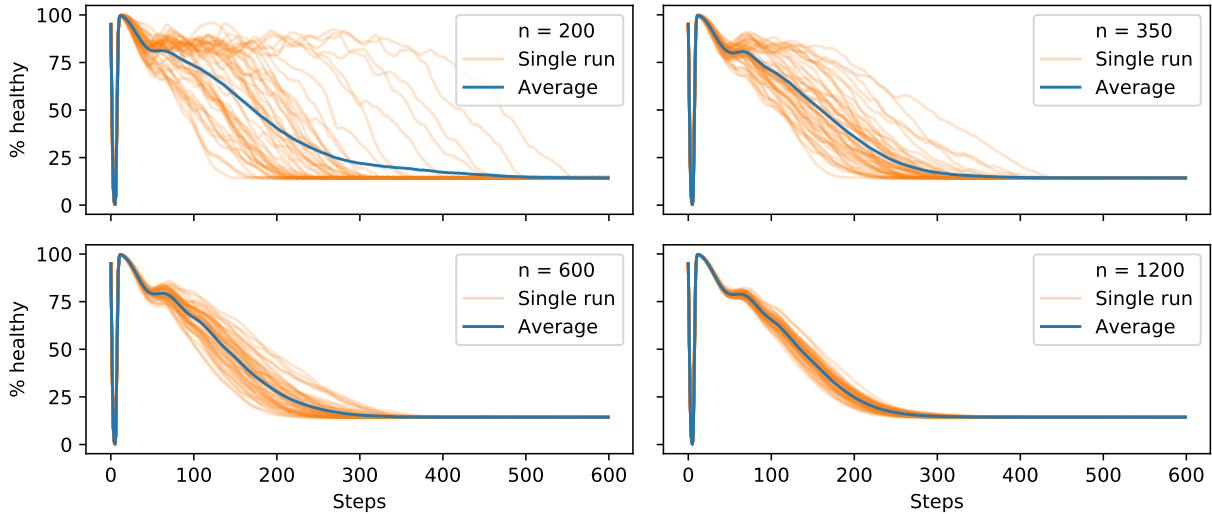 % healthy
100
75
50
25
0
n = 200
Single run
Average
n = 350
Single run
Average
% healthy
100
75
50
25
0
n = 600
Single run
Average
n = 1200
Single run
Average
0 100 200 300 400 500 600
Steps
0 100 200 300 400 500 600
Steps